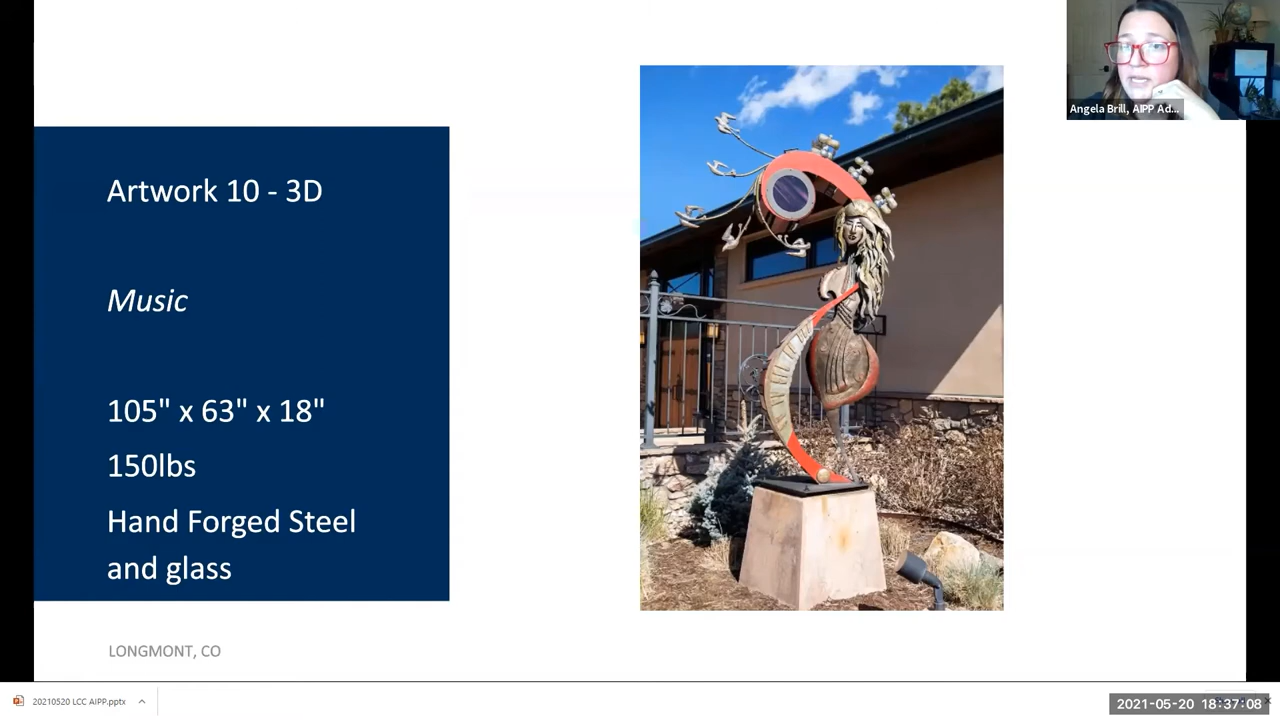 Angela Brill, AIPP Ad...
Artwork 10 - 3D
Music
105" x 63" x 18"
150lbs
Hand Forged Steel
and glass
LONGMONT, CO
20210520 LCC AIPP.pptx
2021-05-20 18:37:08